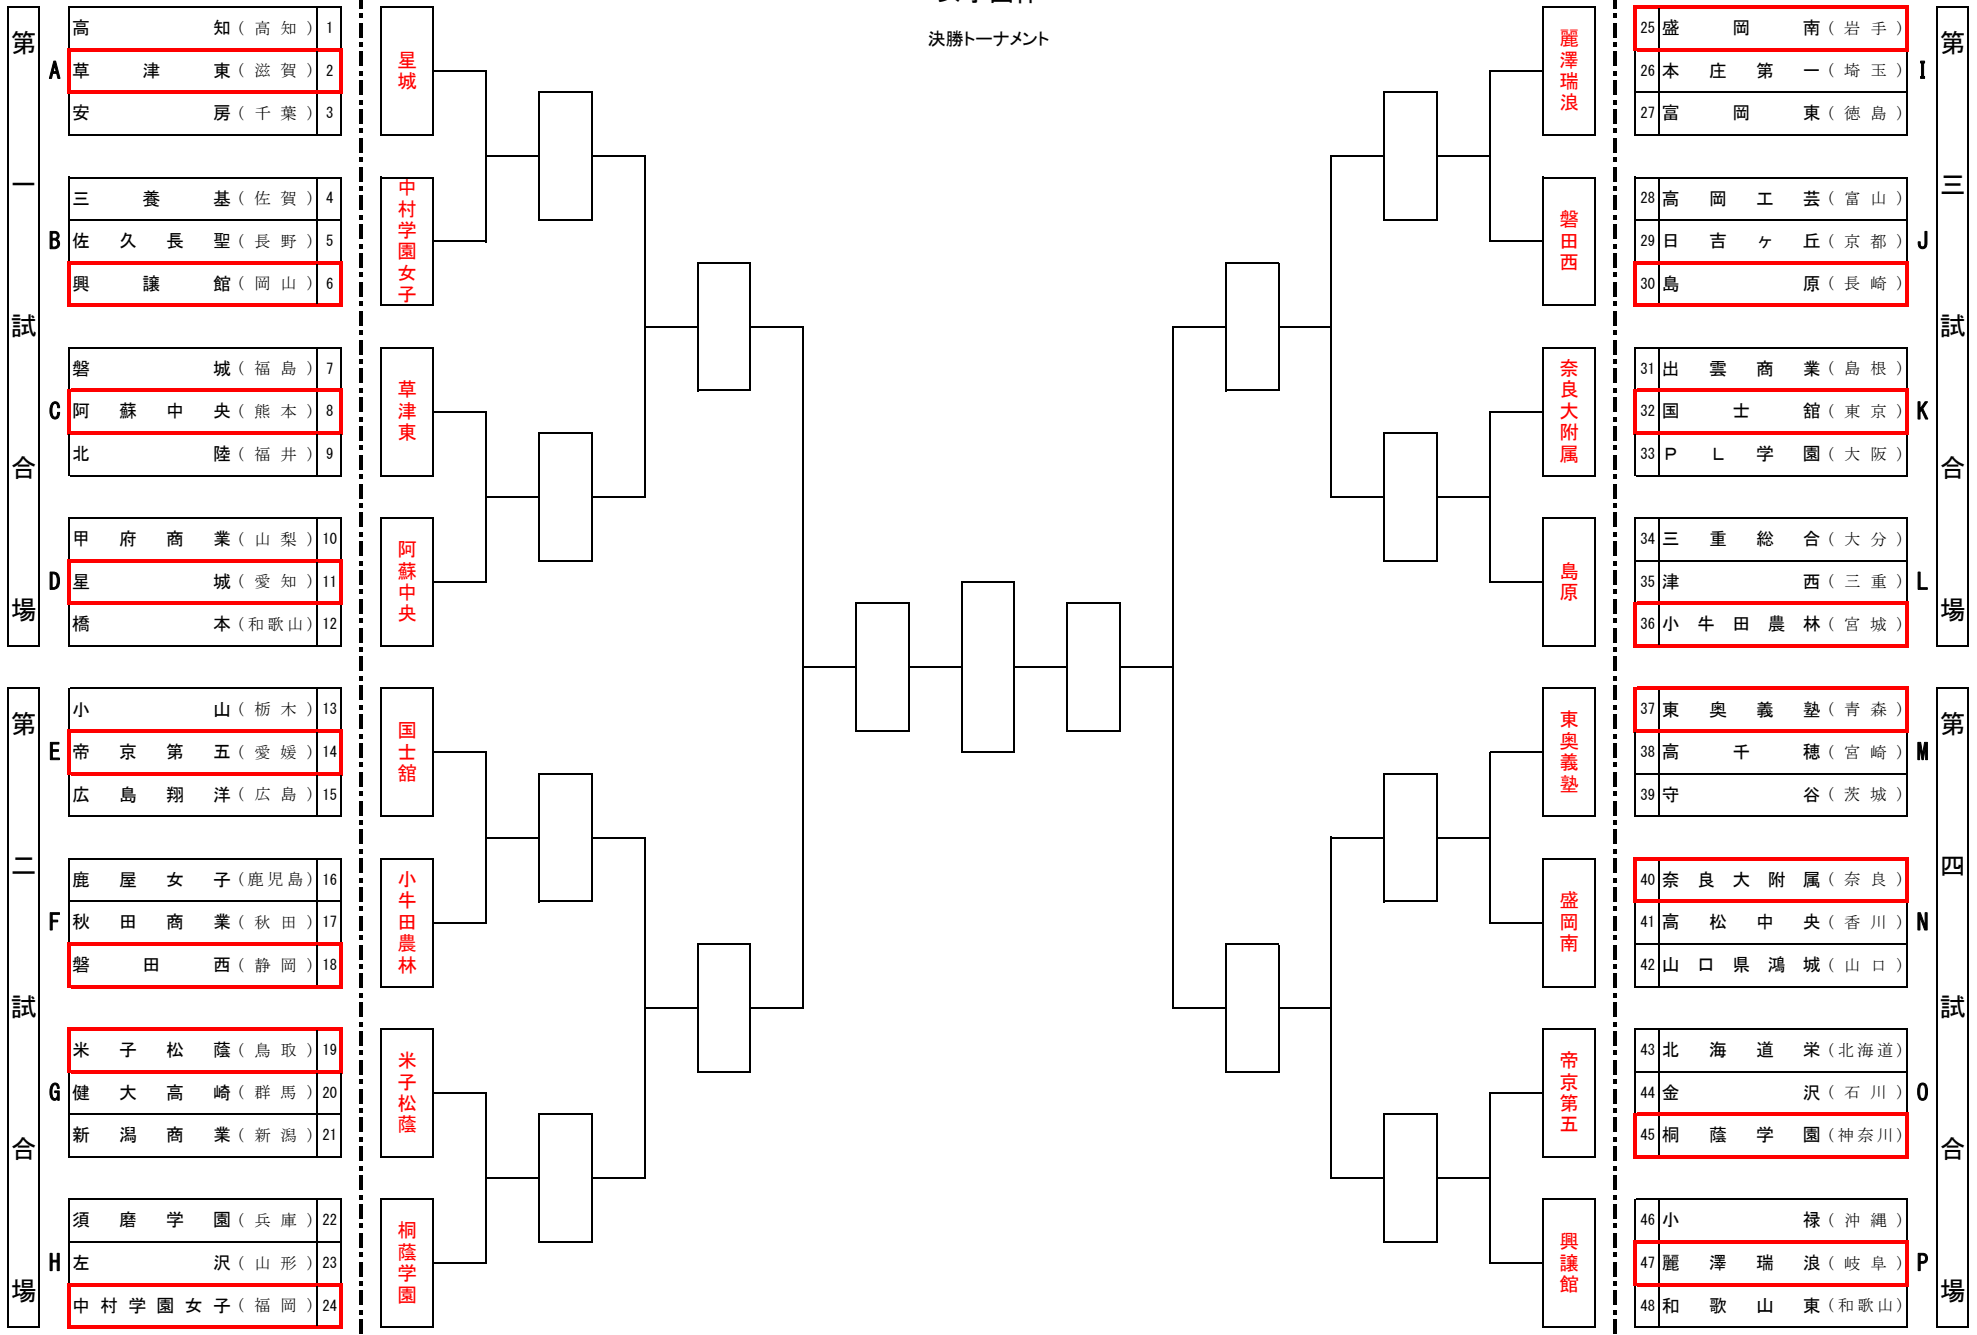 決勝トーナメント
第一試合場
A
高知(高知) 1
草津東(滋賀) 2
安房(千葉) 3
B
三養基(佐賀) 4
佐久長聖(長野) 5
興譲館(岡山) 6
C
磐城(福島) 7
阿蘇中央(熊本) 8
北陸(福井) 9
D
甲府商業(山梨) 10
星城(愛知) 11
橋本(和歌山) 12
第二試合場
E
小山(栃木) 13
帝京第五(愛媛) 14
広島翔洋(広島) 15
F
鹿屋女子(鹿児島) 16
秋田商業(秋田) 17
磐田西(静岡) 18
G
米子松蔭(鳥取) 19
健大高崎(群馬) 20
新潟商業(新潟) 21
H
須磨学園(兵庫) 22
左沢(山形) 23
中村学園女子(福岡) 24
星城
中村学園女子
草津東
阿蘇中央
国士舘
小牛田農林
米子松蔭
桐蔭学園
麗澤瑞浪
磐田西
奈良大附属
島原
東奥義塾
盛岡南
帝京第五
興譲館
第三試合場
I
25 盛岡南(岩手)
26 本庄第一(埼玉)
27 富岡東(徳島)
J
28 高岡工芸(富山)
29 日吉ヶ丘(京都)
30 島原(長崎)
K
31 出雲商業(島根)
32 国士舘(東京)
33 PL学園(大阪)
L
34 三重総合(大分)
35 津西(三重)
36 小牛田農林(宮城)
第四試合場
M
37 東奥義塾(青森)
38 高千穂(宮崎)
39 守谷(茨城)
N
40 奈良大附属(奈良)
41 高松中央(香川)
42 山口県鴻城(山口)
O
43 北海道栄(北海道)
44 金沢(石川)
45 桐蔭学園(神奈川)
P
46 小禄(沖縄)
47 麗澤瑞浪(岐阜)
48 和歌山東(和歌山)